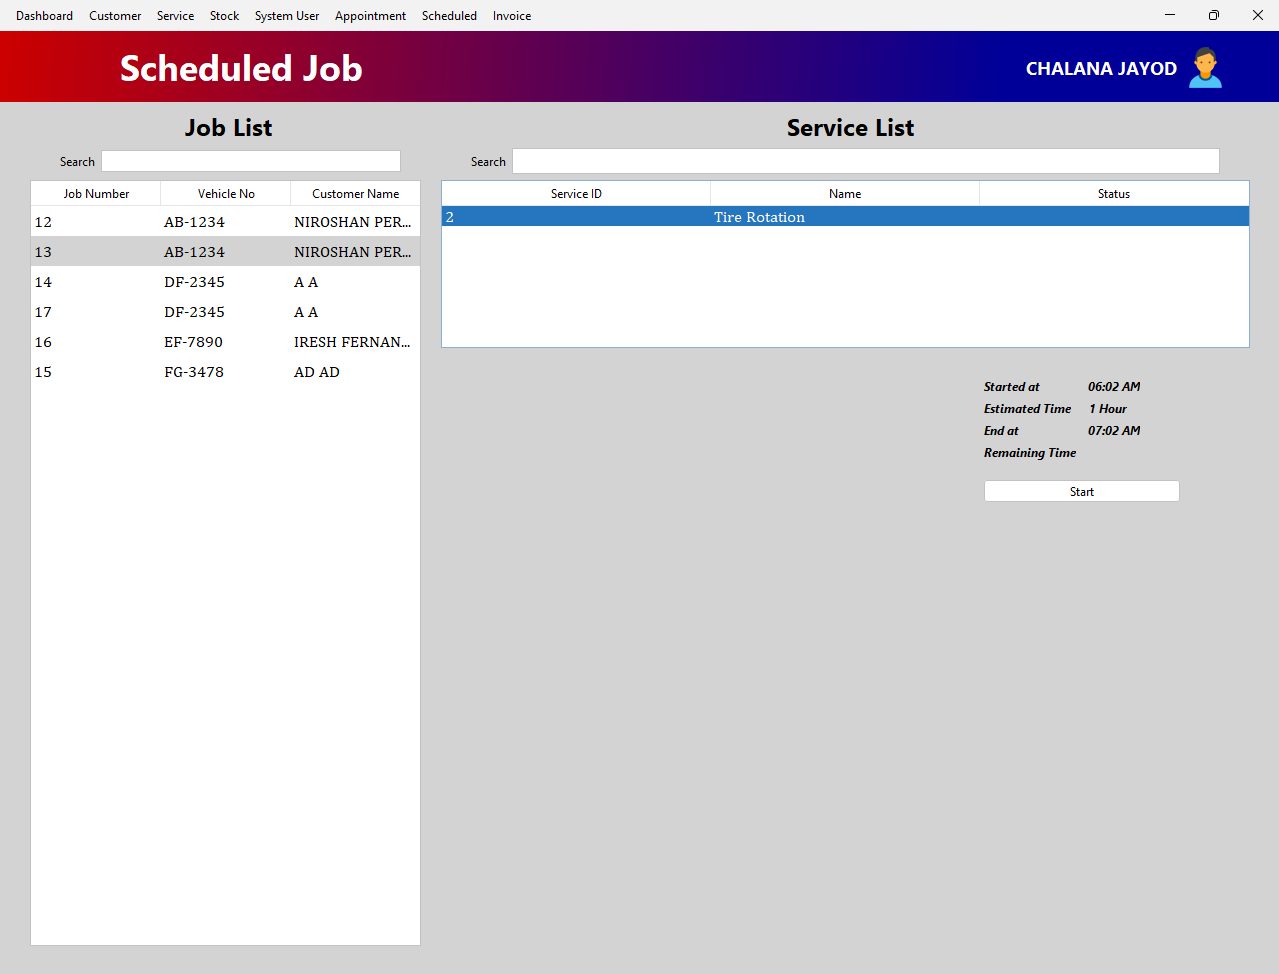 Dashboard Customer Service Stock System User Appointment Scheduled Invoice
Scheduled Job
CHALANA JAYOD
Job List
Search
Job Number Vehicle No Customer Name
12 AB-1234 NIROSHAN PER...
13 AB-1234 NIROSHAN PER...
14 DF-2345 A A
17 DF-2345 A A
16 EF-7890 IRESH FERNAN...
15 FG-3478 AD AD
Service List
Search
Service ID Name Status
2 Tire Rotation
Started at 06:02 AM
Estimated Time 1 Hour
End at 07:02 AM
Remaining Time
Start